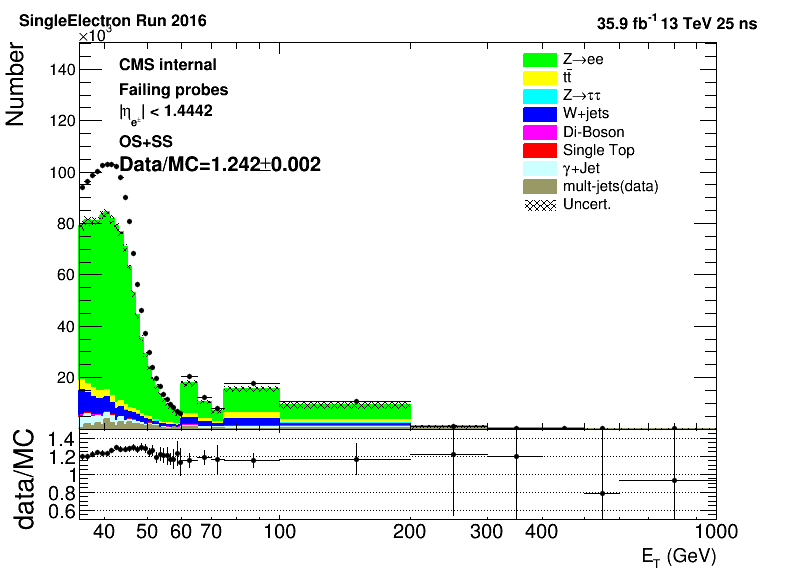 SingleElectron Run 2016
35.9 fb⁻¹ 13 TeV 25 ns
×10³
Number
140
120
100
80
60
40
20
CMS internal
Failing probes
|η_e±| < 1.4442
OS+SS
Data/MC=1.242±0.002
Z→ee
tt̄
Z→ττ
W+jets
Di-Boson
Single Top
γ+Jet
mult-jets(data)
Uncert.
data/MC
1.4
1.2
1
0.8
0.6
40 50 60 70 100 200 300 400 1000
E_T (GeV)